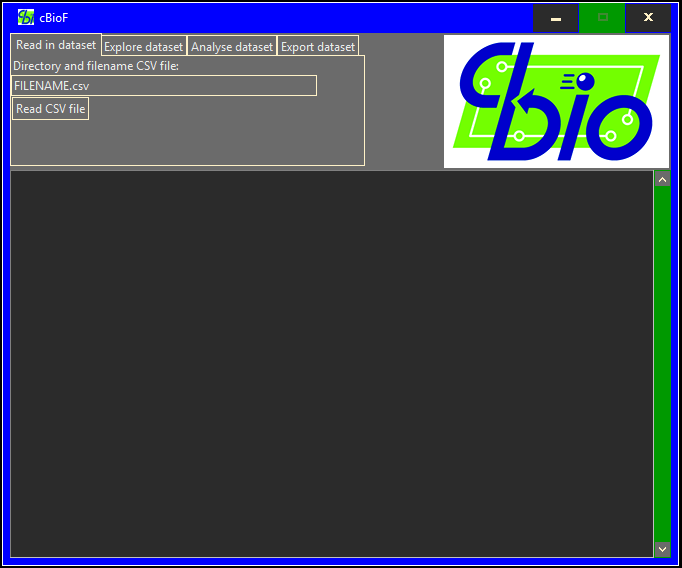 cBioF
Read in dataset Explore dataset Analyse dataset Export dataset
Directory and filename CSV file:
FILENAME.csv
Read CSV file
cbio